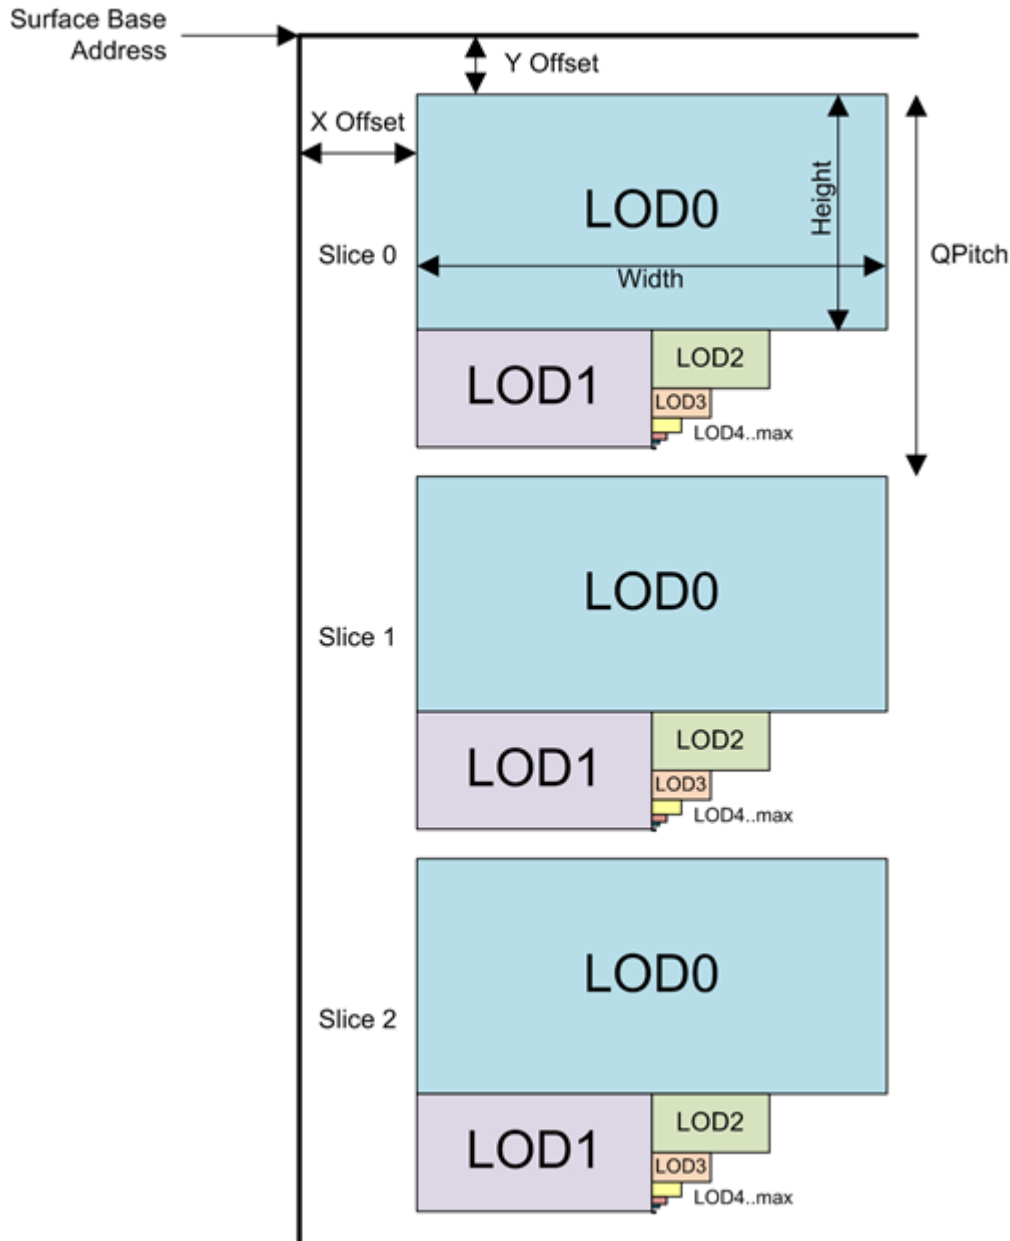 Surface Base
Address
Y Offset
X Offset
LOD0
Height
Slice 0
QPitch
Width
LOD2
LOD1
LOD3
LOD4..max
LOD0
Slice 1
LOD2
LOD1
LOD3
LOD4..max
LOD0
Slice 2
LOD2
LOD1
LOD3
LOD4..max